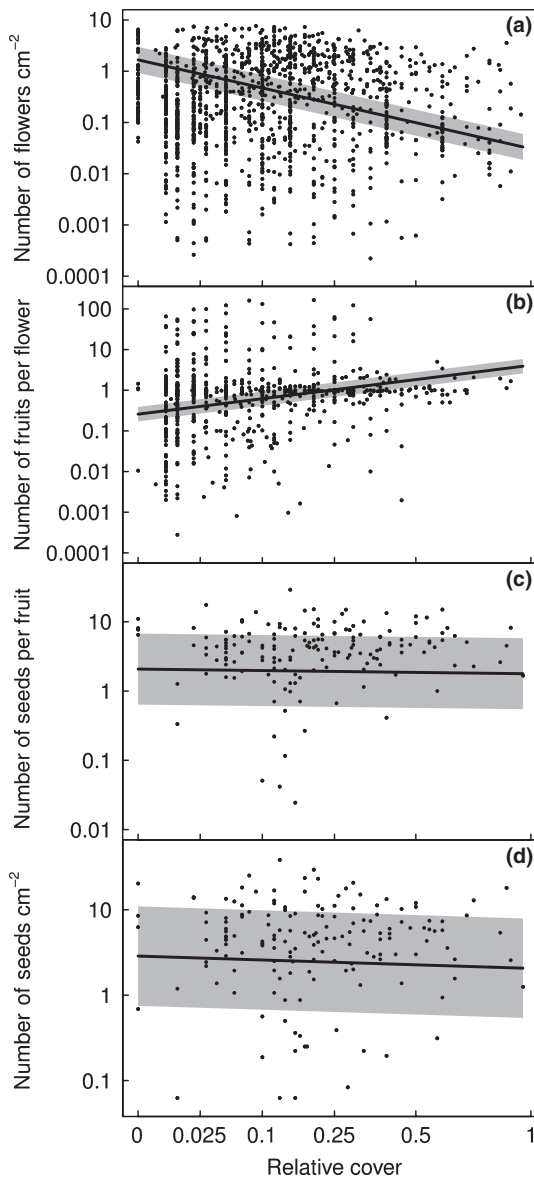 (a)
Number of flowers cm⁻²
10
1
0.1
0.01
0.001
0.0001
(b)
Number of fruits per flower
100
10
1
0.1
0.01
0.001
0.0001
(c)
Number of seeds per fruit
10
1
0.1
0.01
(d)
Number of seeds cm⁻²
10
1
0.1
0 0.025 0.1 0.25 0.5 1
Relative cover